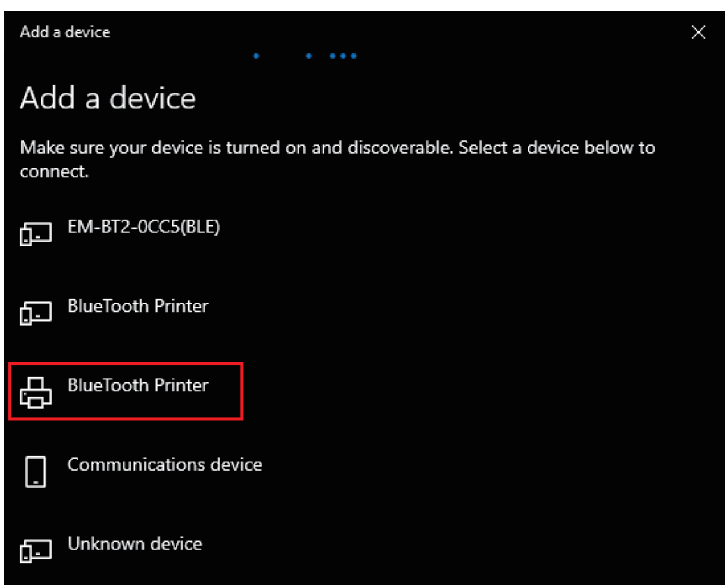 Add a device
Add a device
Make sure your device is turned on and discoverable. Select a device below to
connect.
EM-BT2-0CC5(BLE)
BlueTooth Printer
BlueTooth Printer
Communications device
Unknown device